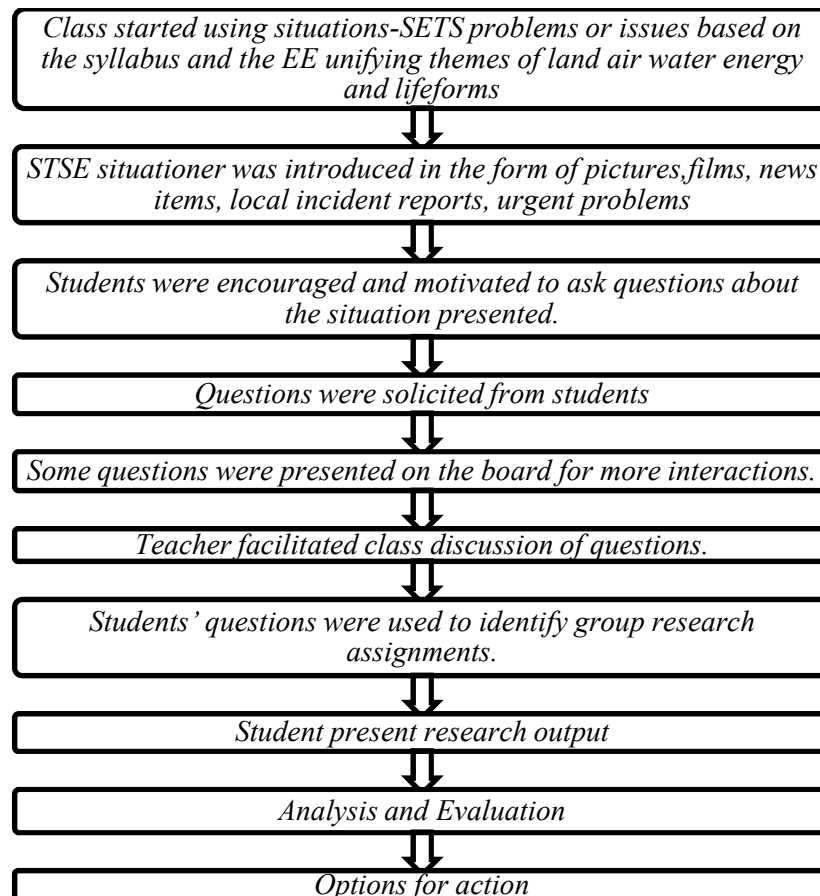 Class started using situations-SETS problems or issues based on
the syllabus and the EE unifying themes of land air water energy
and lifeforms
STSE situationer was introduced in the form of pictures,films, news
items, local incident reports, urgent problems
Students were encouraged and motivated to ask questions about
the situation presented.
Questions were solicited from students
Some questions were presented on the board for more interactions.
Teacher facilitated class discussion of questions.
Students’ questions were used to identify group research
assignments.
Student present research output
Analysis and Evaluation
Options for action